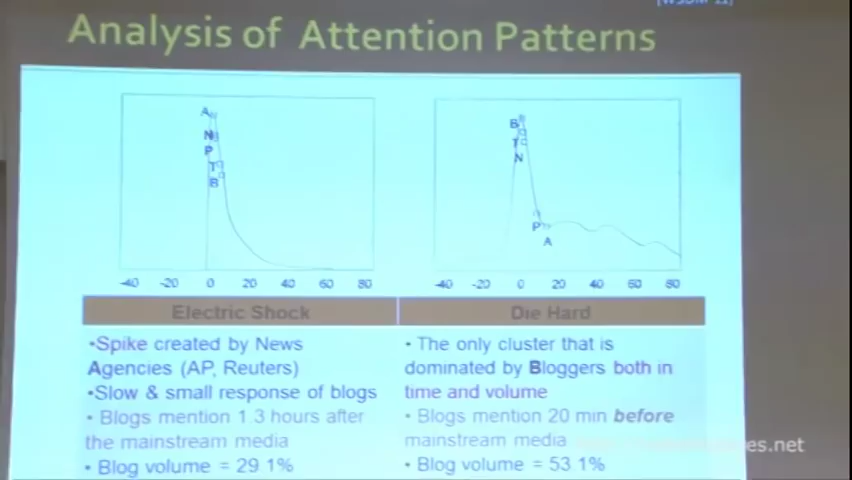 Analysis of Attention Patterns
A
N
P
T
B
B
T
N
P
A
-40 -20 0 20 40 60 80
-40 -20 0 20 40 60 80
Electric Shock
•Spike created by News
Agencies (AP, Reuters)
•Slow & small response of blogs
• Blogs mention 1.3 hours after
the mainstream media
• Blog volume = 29.1%
Die Hard
• The only cluster that is
dominated by Bloggers both in
time and volume
• Blogs mention 20 min before
mainstream media
• Blog volume = 53.1%
es.net